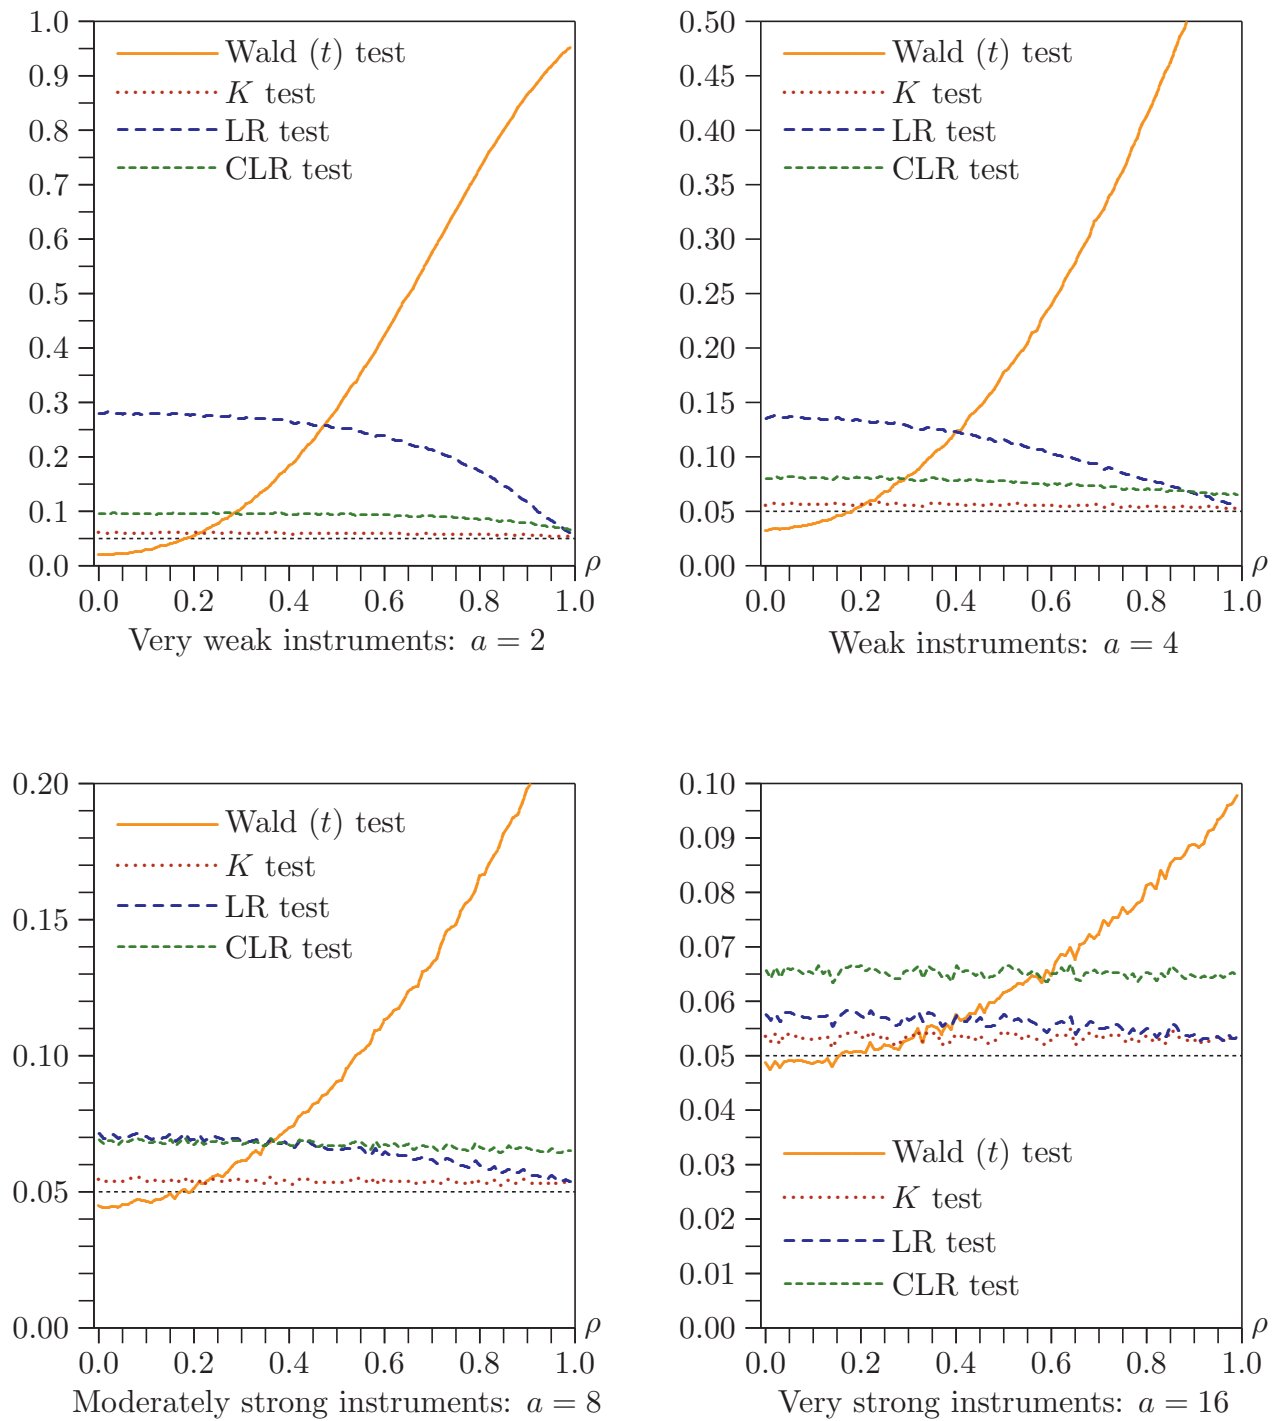 1.0
0.9
0.8
0.7
0.6
0.5
0.4
0.3
0.2
0.1
0.0
Wald (t) test
K test
LR test
CLR test
0.0 0.2 0.4 0.6 0.8 1.0
ρ
Very weak instruments: a = 2
0.50
0.45
0.40
0.35
0.30
0.25
0.20
0.15
0.10
0.05
0.00
Wald (t) test
K test
LR test
CLR test
0.0 0.2 0.4 0.6 0.8 1.0
ρ
Weak instruments: a = 4
0.20
0.15
0.10
0.05
0.00
Wald (t) test
K test
LR test
CLR test
0.0 0.2 0.4 0.6 0.8 1.0
ρ
Moderately strong instruments: a = 8
0.10
0.09
0.08
0.07
0.06
0.05
0.04
0.03
0.02
0.01
0.00
Wald (t) test
K test
LR test
CLR test
0.0 0.2 0.4 0.6 0.8 1.0
ρ
Very strong instruments: a = 16